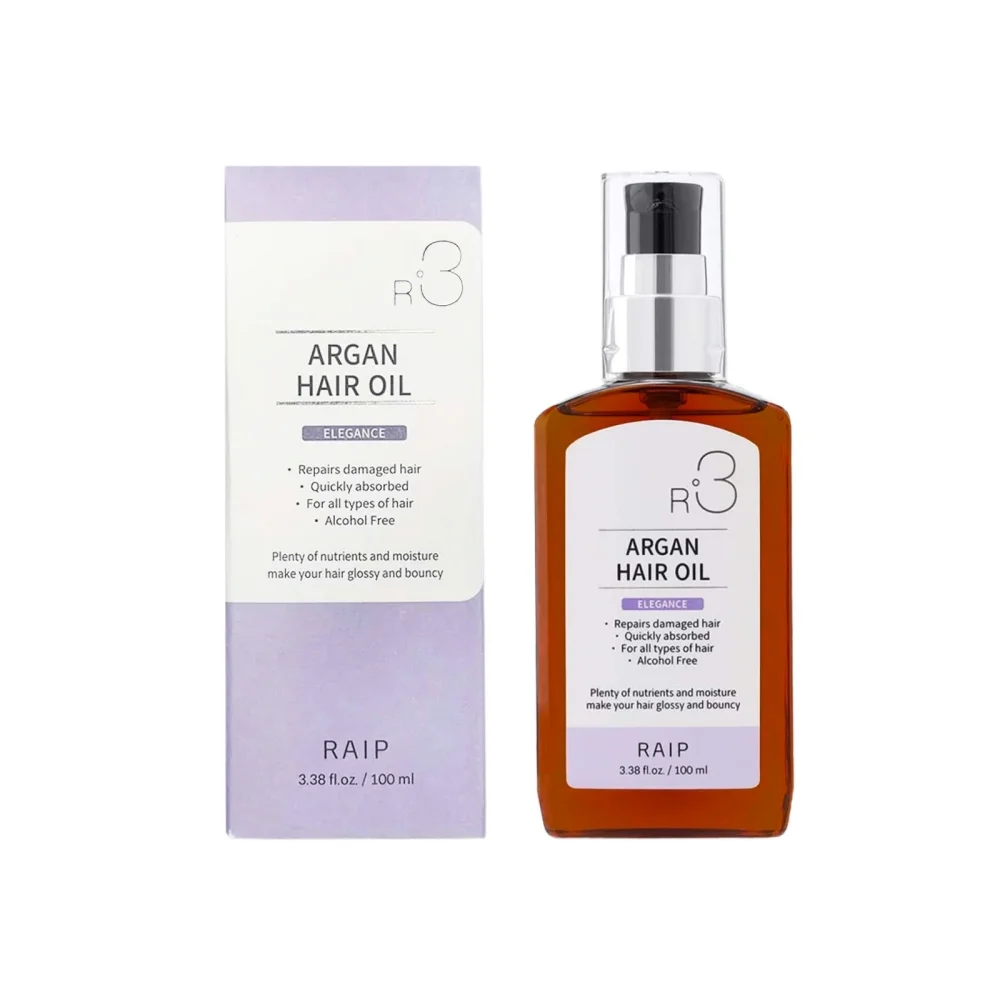 R3
ARGAN
HAIR OIL
ELEGANCE
• Repairs damaged hair
• Quickly absorbed
• For all types of hair
• Alcohol Free
Plenty of nutrients and moisture
make your hair glossy and bouncy
RAIP
3.38 fl.oz. / 100 ml
R3
ARGAN
HAIR OIL
ELEGANCE
• Repairs damaged hair
• Quickly absorbed
• For all types of hair
• Alcohol Free
Plenty of nutrients and moisture
make your hair glossy and bouncy
RAIP
3.38 fl.oz. / 100 ml